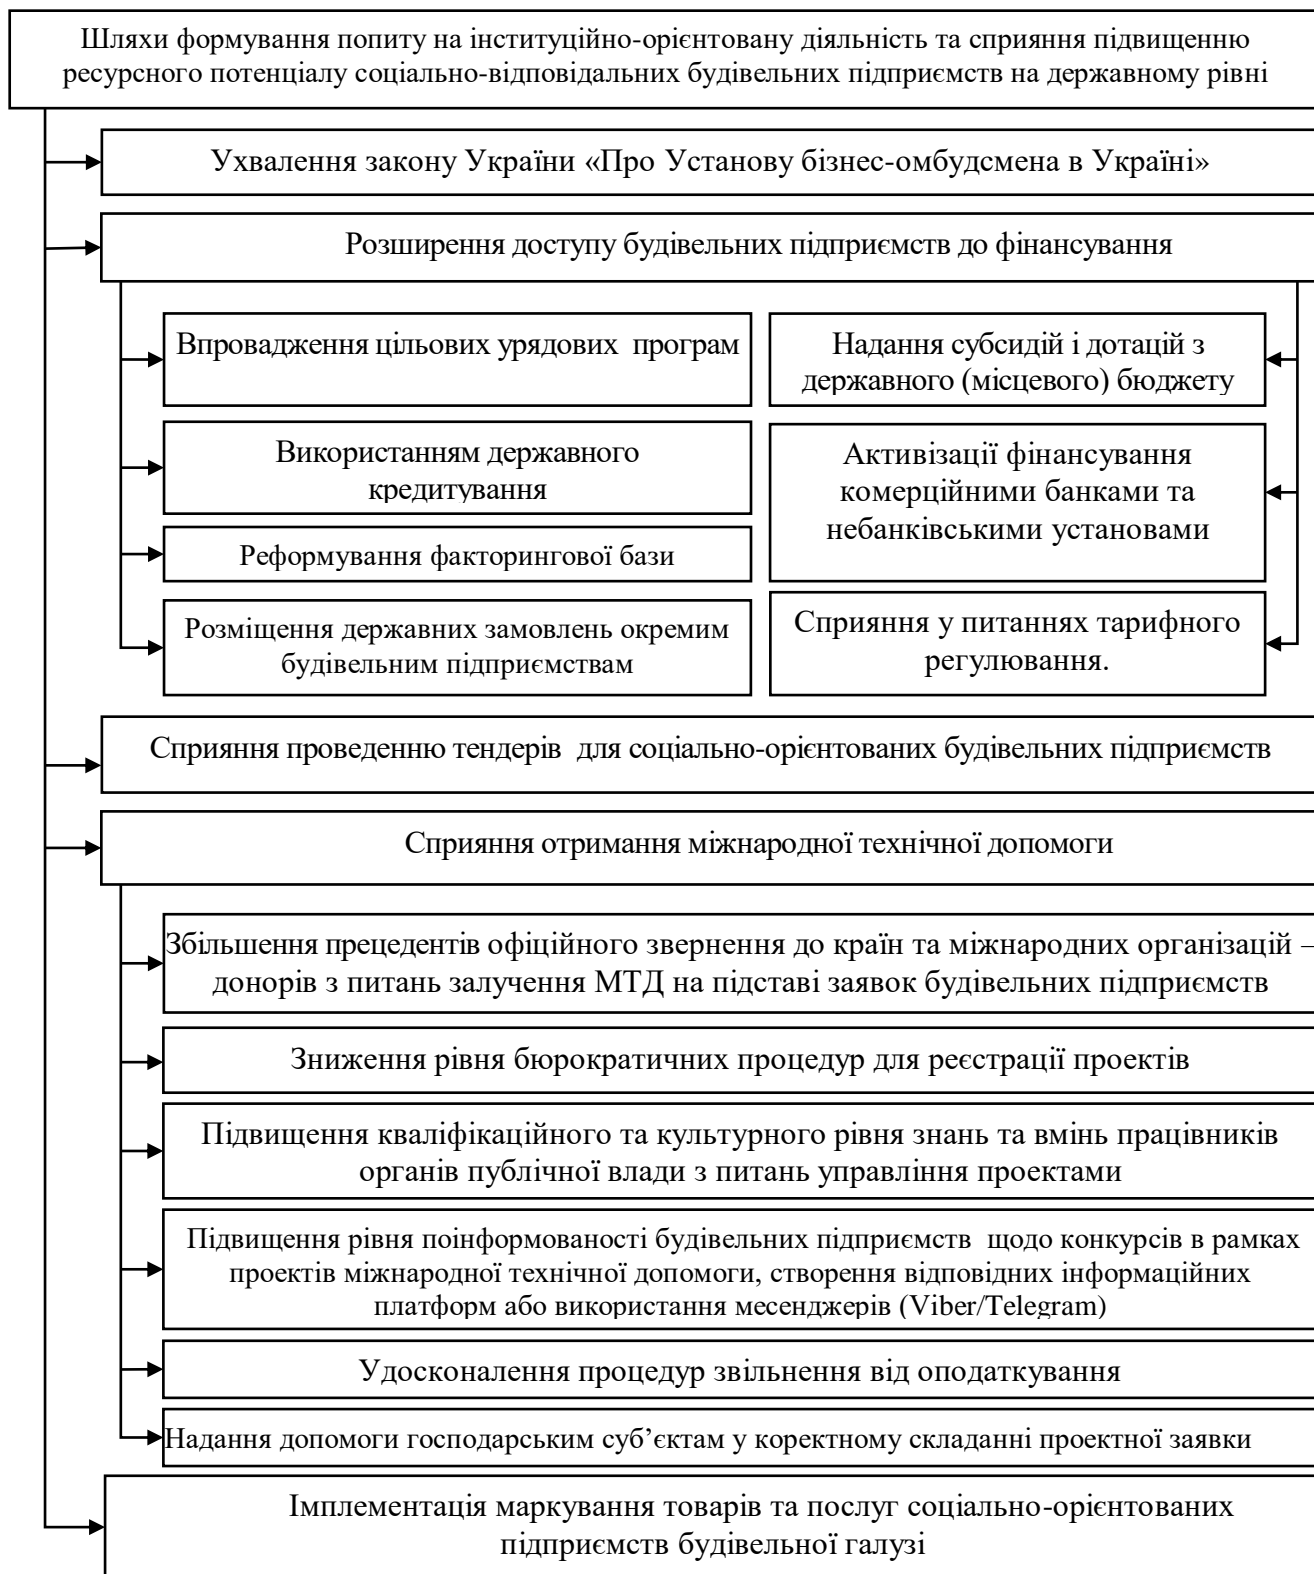 Шляхи формування попиту на інституційно-орієнтовану діяльність та сприяння підвищенню
ресурсного потенціалу соціально-відповідальних будівельних підприємств на державному рівні
Ухвалення закону України «Про Установу бізнес-омбудсмена в Україні»
Розширення доступу будівельних підприємств до фінансування
Впровадження цільових урядових програм
Використанням державного
кредитування
Реформування факторингової бази
Розміщення державних замовлень окремим
будівельним підприємствам
Надання субсидій і дотацій з
державного (місцевого) бюджету
Активізації фінансування
комерційними банками та
небанківськими установами
Сприяння у питаннях тарифного
регулювання.
Сприяння проведенню тендерів для соціально-орієнтованих будівельних підприємств
Сприяння отримання міжнародної технічної допомоги
Збільшення прецедентів офіційного звернення до країн та міжнародних організацій –
донорів з питань залучення МТД на підставі заявок будівельних підприємств
Зниження рівня бюрократичних процедур для реєстрації проектів
Підвищення кваліфікаційного та культурного рівня знань та вмінь працівників
органів публічної влади з питань управління проектами
Підвищення рівня поінформованості будівельних підприємств щодо конкурсів в рамках
проектів міжнародної технічної допомоги, створення відповідних інформаційних
платформ або використання месенджерів (Viber/Telegram)
Удосконалення процедур звільнення від оподаткування
Надання допомоги господарським суб’єктам у коректному складанні проектної заявки
Імплементація маркування товарів та послуг соціально-орієнтованих
підприємств будівельної галузі